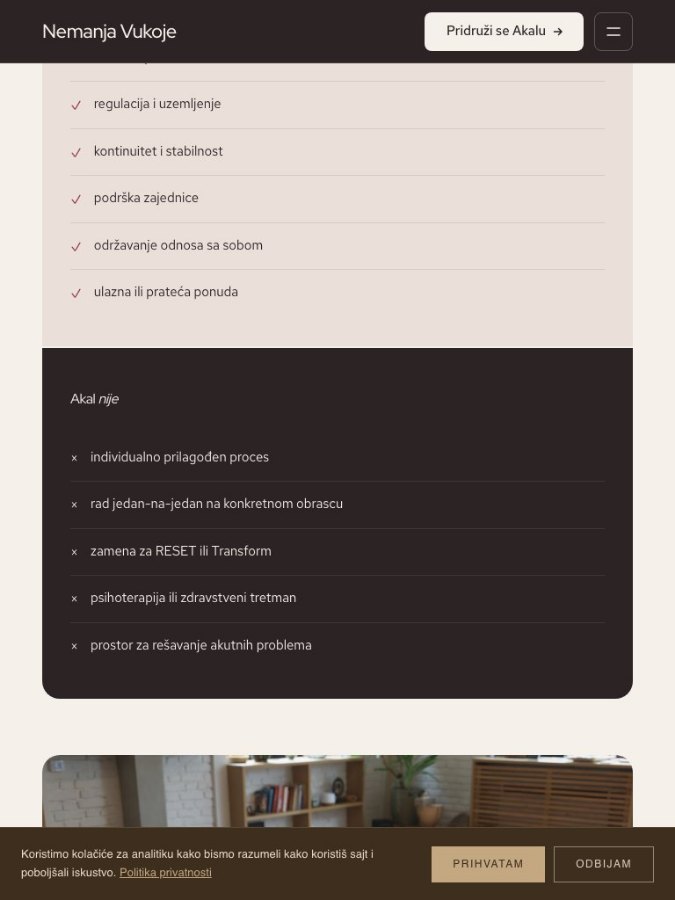 Nemanja Vukoje
Pridruži se Akalu →
✓ regulacija i uzemljenje
✓ kontinuitet i stabilnost
✓ podrška zajednice
✓ održavanje odnosa sa sobom
✓ ulazna ili prateća ponuda
Akal nije
× individualno prilagođen proces
× rad jedan-na-jedan na konkretnom obrascu
× zamena za RESET ili Transform
× psihoterapija ili zdravstveni tretman
× prostor za rešavanje akutnih problema
Koristimo kolačiće za analitiku kako bismo razumeli kako koristiš sajt i
poboljšali iskustvo. Politika privatnosti
PRIHVATAM
ODBIJAM